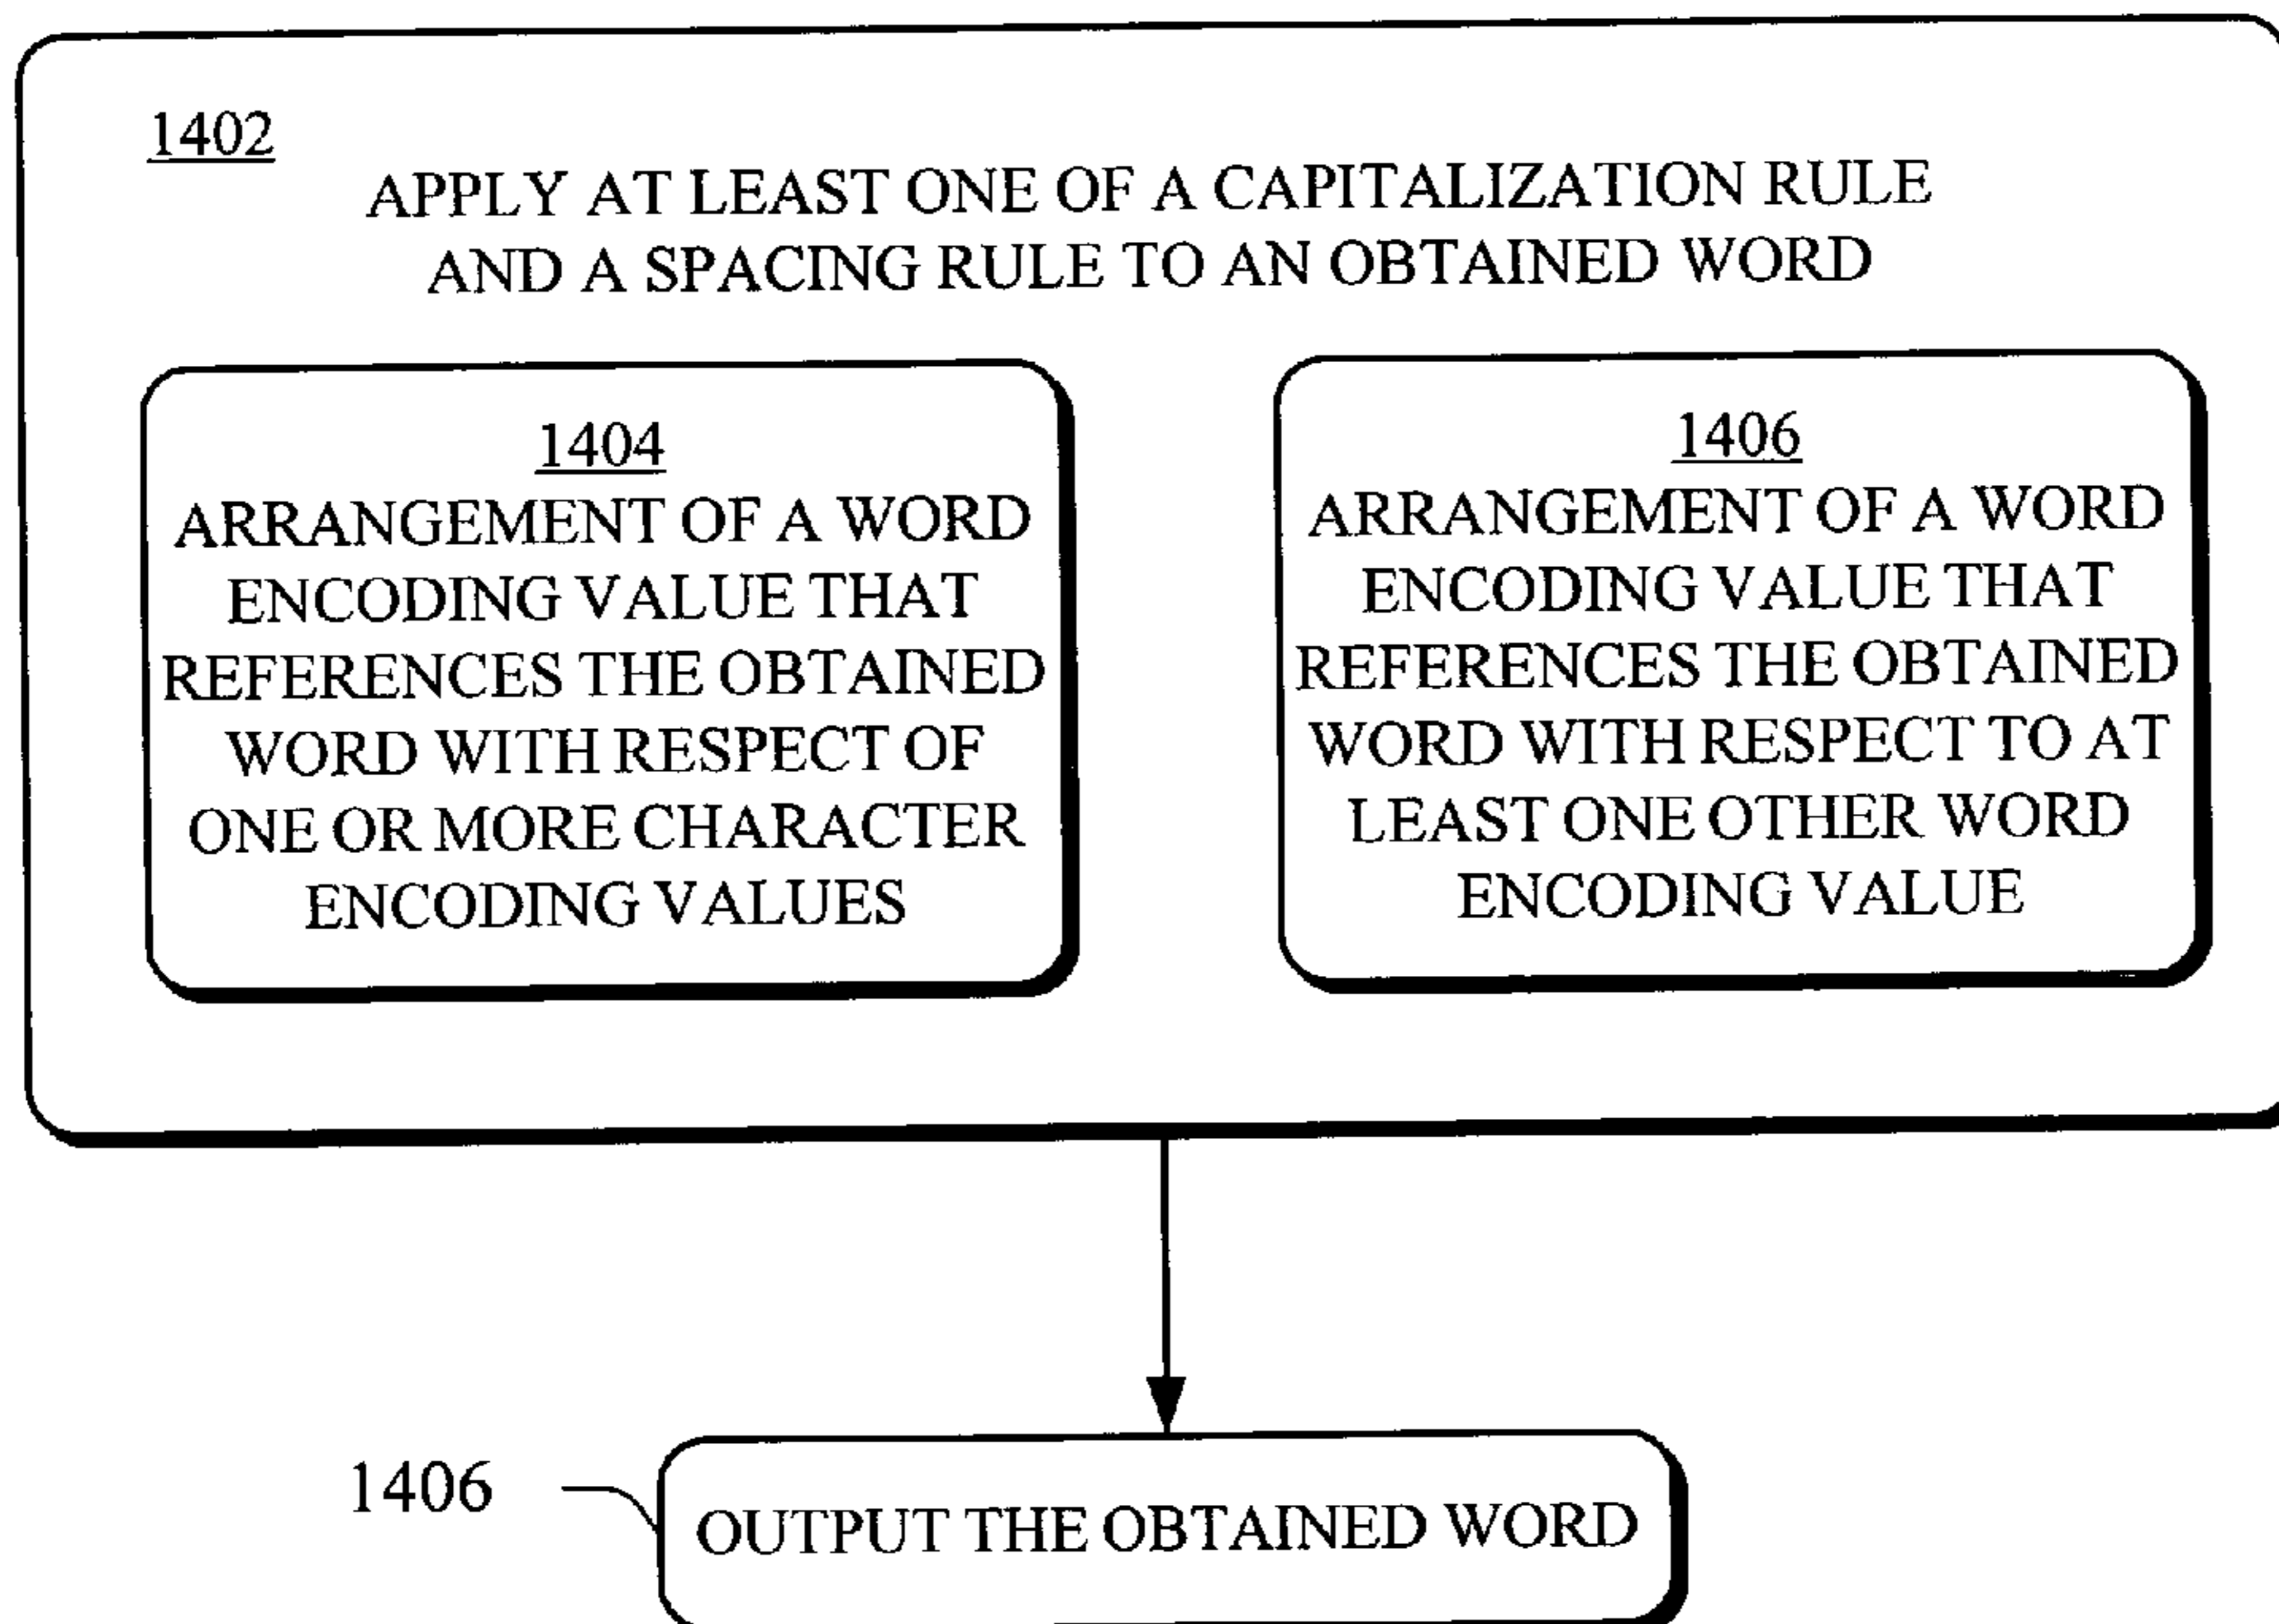 1402
APPLY AT LEAST ONE OF A CAPITALIZATION RULE
AND A SPACING RULE TO AN OBTAINED WORD
1404
ARRANGEMENT OF A WORD
ENCODING VALUE THAT
REFERENCES THE OBTAINED
WORD WITH RESPECT OF
ONE OR MORE CHARACTER
ENCODING VALUES
1406
ARRANGEMENT OF A WORD
ENCODING VALUE THAT
REFERENCES THE OBTAINED
WORD WITH RESPECT TO AT
LEAST ONE OTHER WORD
ENCODING VALUE
1406
OUTPUT THE OBTAINED WORD